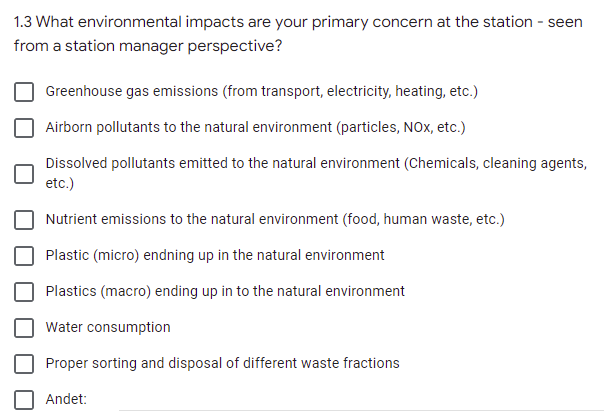 1.3 What environmental impacts are your primary concern at the station - seen
from a station manager perspective?
Greenhouse gas emissions (from transport, electricity, heating, etc.)
Airborn pollutants to the natural environment (particles, NOx, etc.)
Dissolved pollutants emitted to the natural environment (Chemicals, cleaning agents,
etc.)
Nutrient emissions to the natural environment (food, human waste, etc.)
Plastic (micro) endning up in the natural environment
Plastics (macro) ending up in to the natural environment
Water consumption
Proper sorting and disposal of different waste fractions
Andet: